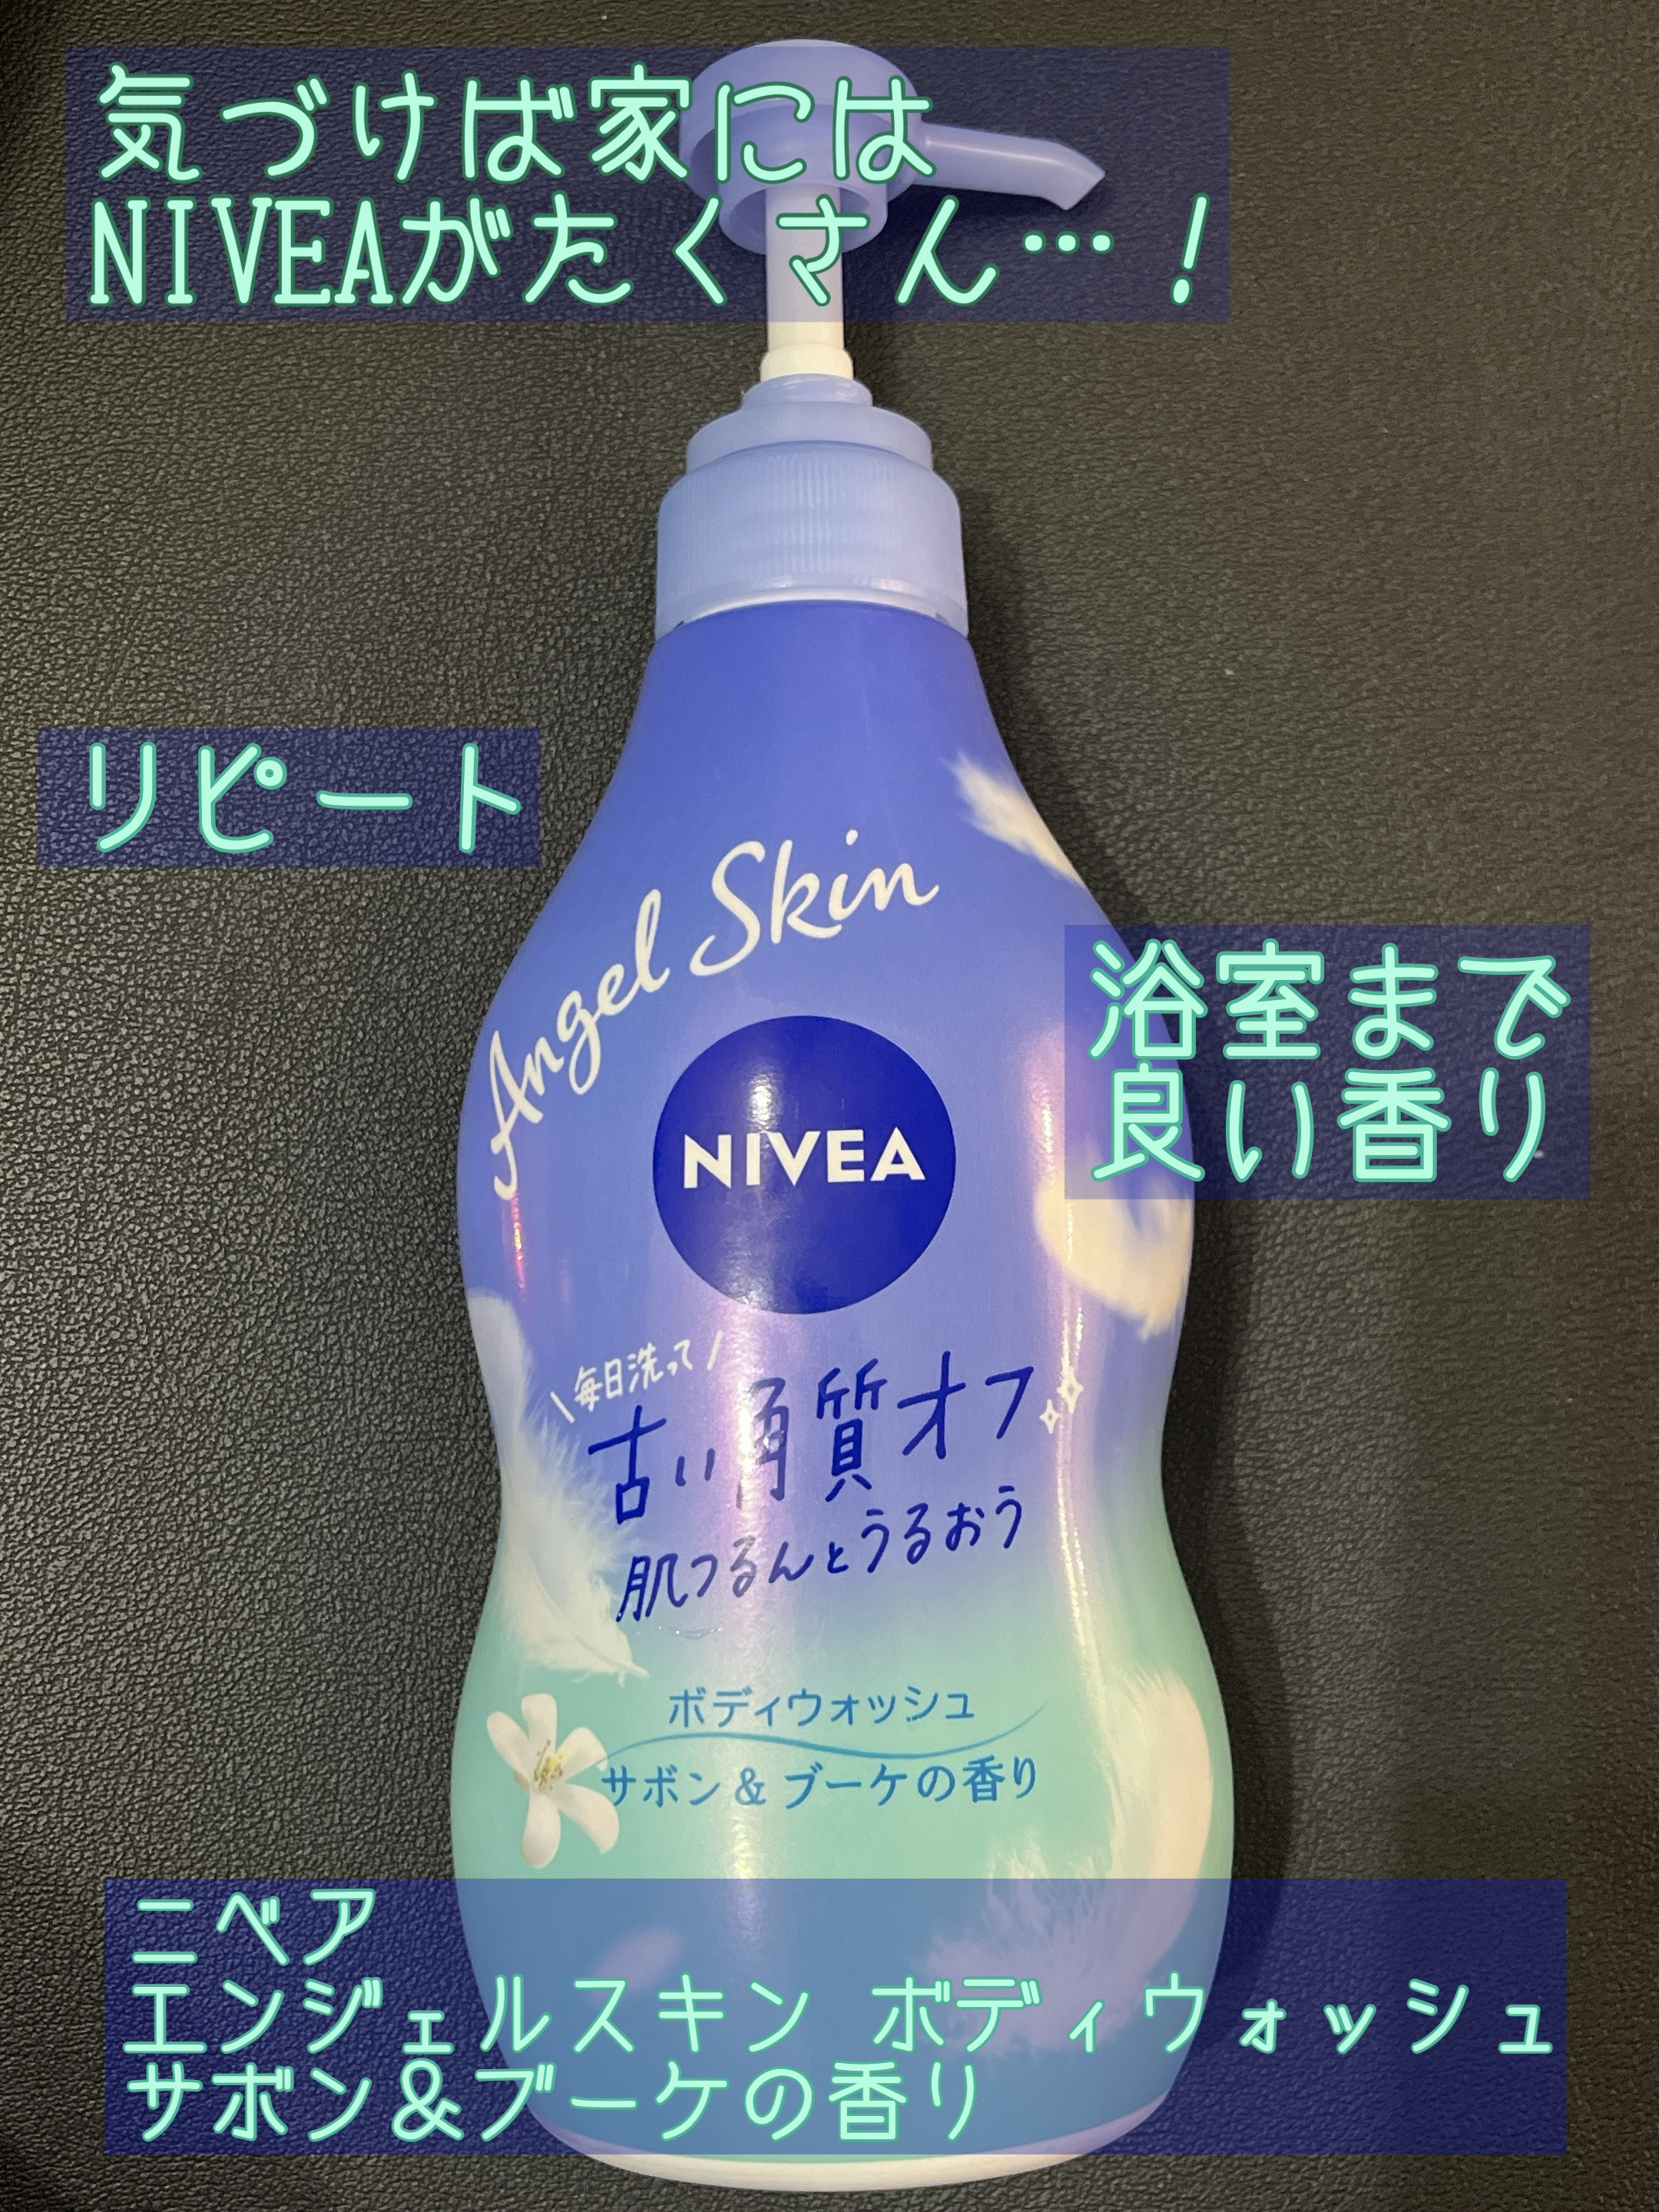 気づけば家には
NIVEAがたくさん…！
リピート
Angel Skin
浴室まで
良い香り
NIVEA
\毎日洗って/
古い角質オフ
肌つるんとうるおう
ボディウォッシュ
サボン&ブーケの香り
ニベア
エンジェルスキン ボディウォッシュ
サボン&ブーケの香り